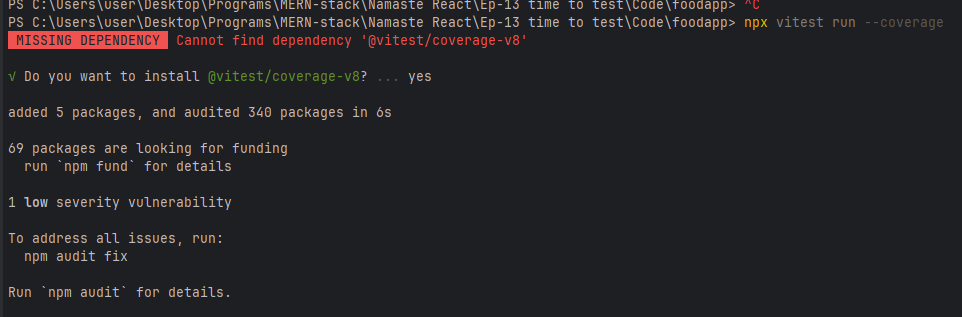 PS C:\Users\user\Desktop\Programs\MERN-stack\Namaste React\Ep-13 time to test\Code\foodapp> ^C
PS C:\Users\user\Desktop\Programs\MERN-stack\Namaste React\Ep-13 time to test\Code\foodapp> npx vitest run --coverage
MISSING DEPENDENCY Cannot find dependency '@vitest/coverage-v8'
√ Do you want to install @vitest/coverage-v8? ... yes
added 5 packages, and audited 340 packages in 6s
69 packages are looking for funding
run `npm fund` for details
1 low severity vulnerability
To address all issues, run:
npm audit fix
Run `npm audit` for details.